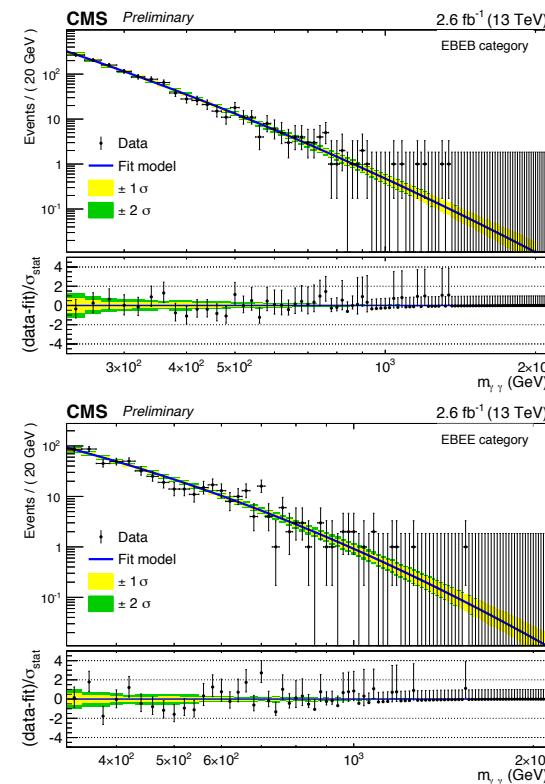 CMS Preliminary 2.6 fb⁻¹ (13 TeV)
EBEB category
Events / ( 20 GeV )
10²
10
1
10⁻¹
Data
Fit model
± 1 σ
± 2 σ
(data-fit)/σstat
4
2
0
-2
-4
3×10² 4×10² 5×10² 10³ 2×10³
mγγ (GeV)
CMS Preliminary 2.6 fb⁻¹ (13 TeV)
EBEE category
Events / ( 20 GeV )
10²
10
1
10⁻¹
Data
Fit model
± 1 σ
± 2 σ
(data-fit)/σstat
4
2
0
-2
-4
4×10² 5×10² 6×10² 10³ 2×10
mγγ (GeV)